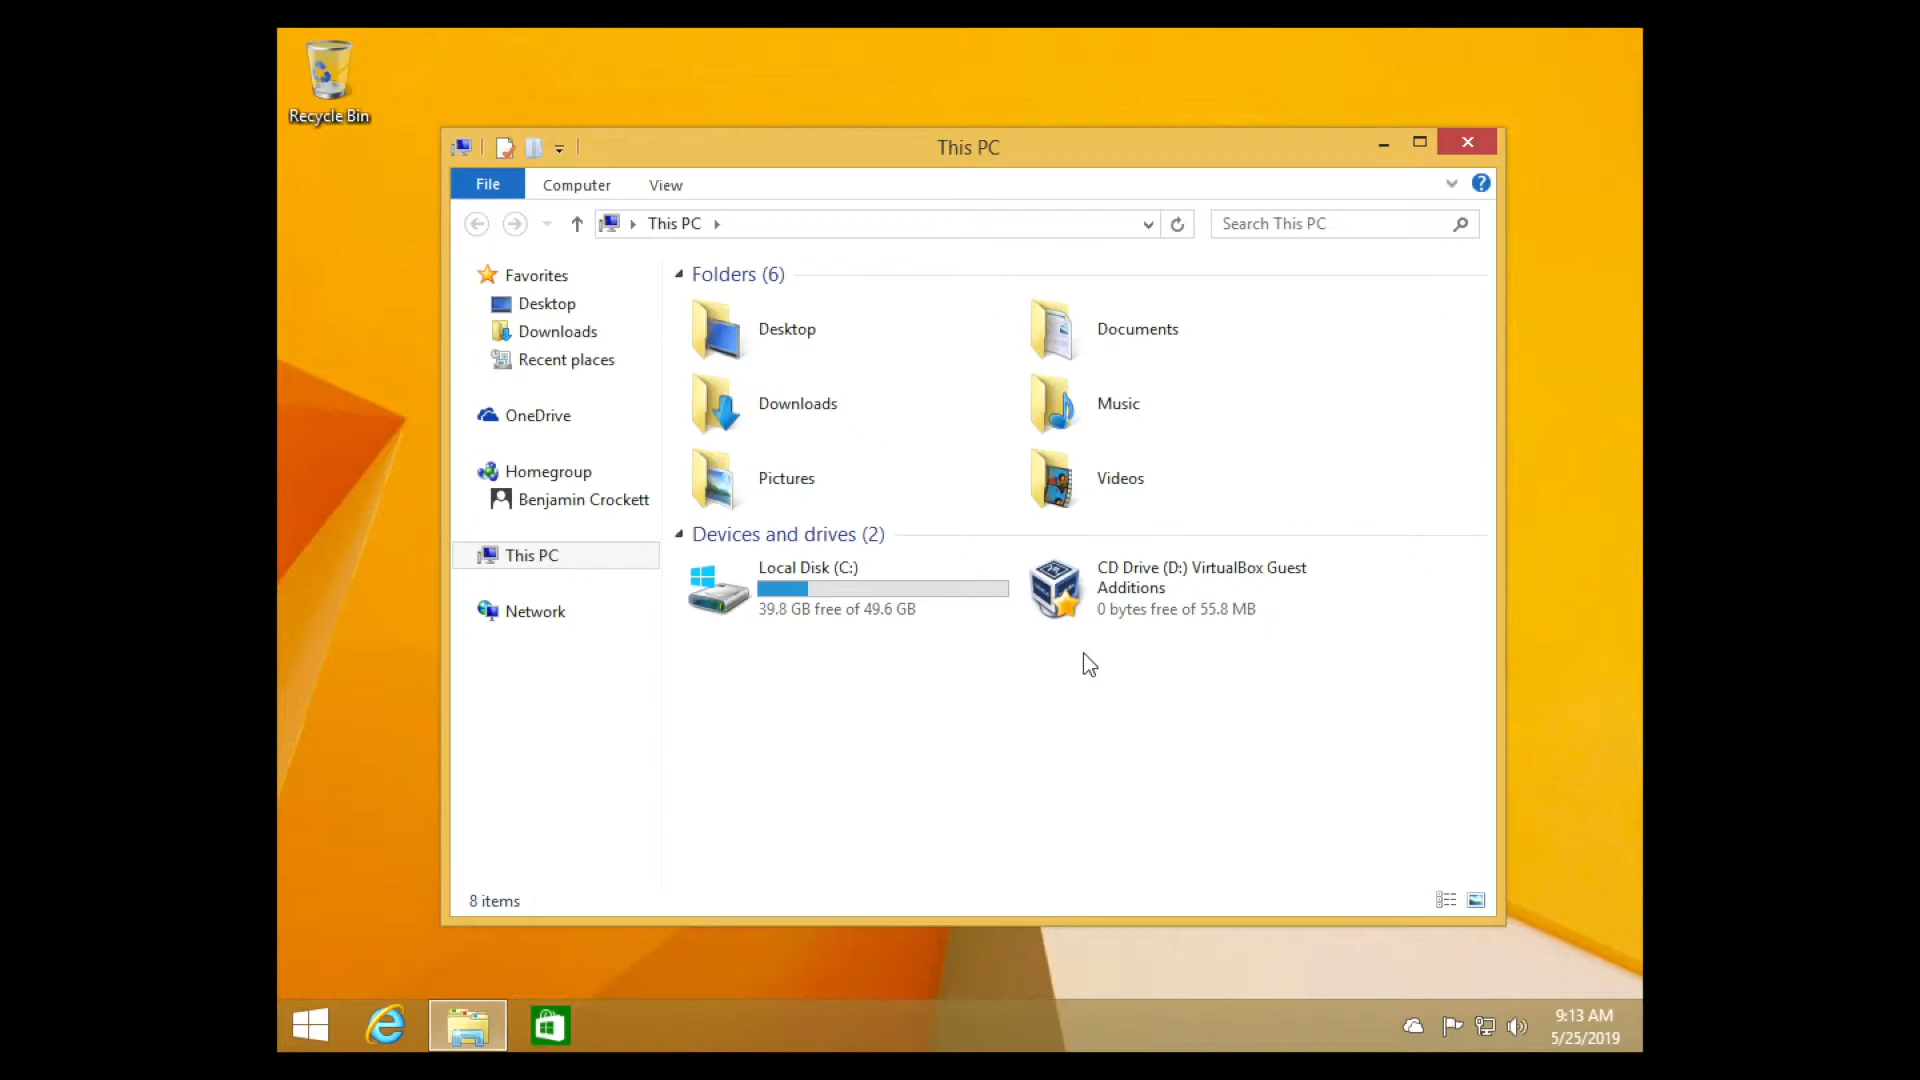 Recycle Bin
This PC
File Computer View
This PC
Search This PC
Favorites
Desktop
Downloads
Recent places
OneDrive
Homegroup
Benjamin Crockett
This PC
Network
Folders (6)
Desktop
Documents
Downloads
Music
Pictures
Videos
Devices and drives (2)
Local Disk (C:)
39.8 GB free of 49.6 GB
CD Drive (D:) VirtualBox Guest
Additions
0 bytes free of 55.8 MB
8 items
9:13 AM
5/25/2019